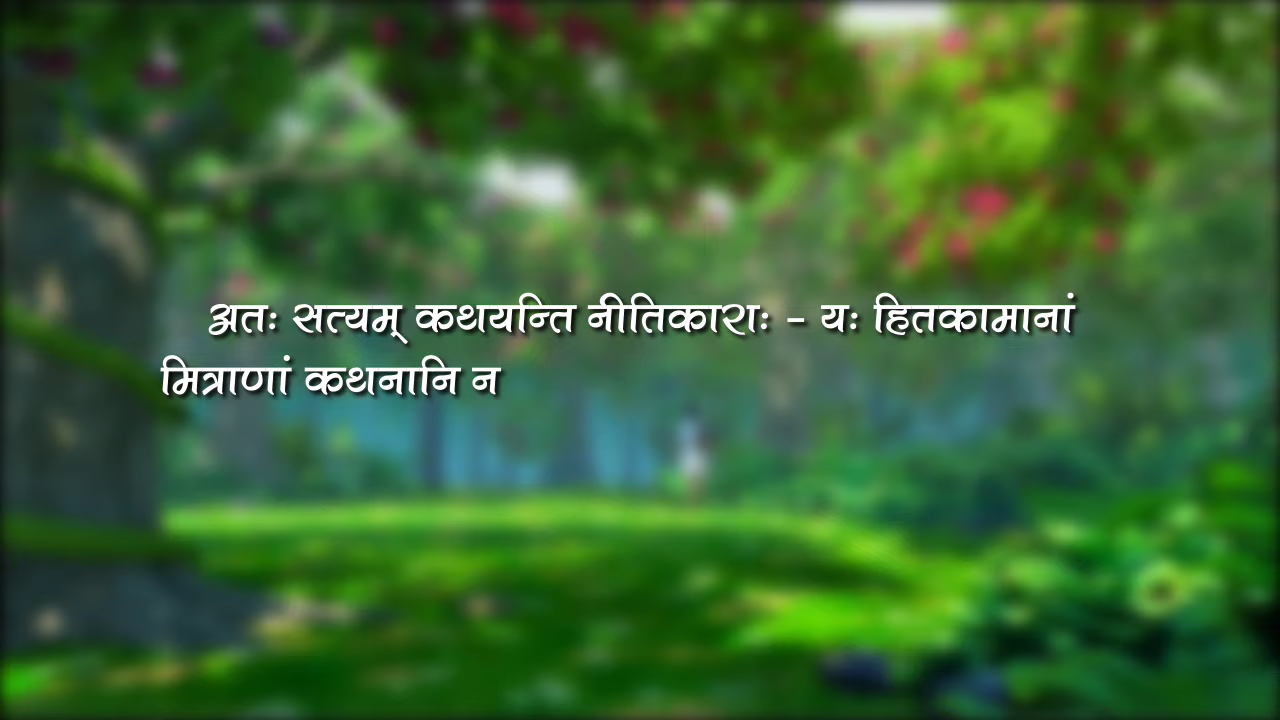 अतः सत्यम् कथयन्ति नीतिकाराः - यः हितकामानां
मित्राणां कथनानि न